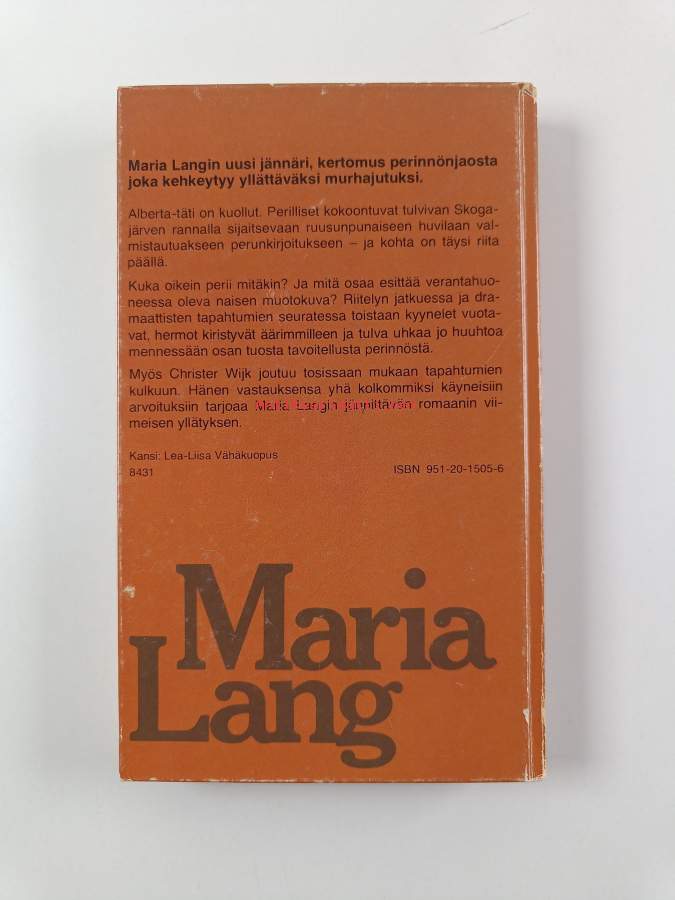 Maria Langin uusi jännäri, kertomus perinnönjaosta
joka kehkeytyy yllättäväksi murhajutuksi.
Alberta-täti on kuollut. Perilliset kokoontuvat tulvivan Skoga-
järven rannalla sijaitsevaan ruusunpunaiseen huvilaan val-
mistautuakseen perunkirjoitukseen – ja kohta on täysi riita
päällä.
Kuka oikein perii mitäkin? Ja mitä osaa esittää verantahuo-
neessa oleva naisen muotokuva? Riitelyn jatkuessa ja dra-
maattisten tapahtumien seuratessa toistaan kyynelet vuota-
vat, hermot kiristyvät äärimmilleen ja tulva uhkaa jo huuhtoa
mennessään osan tuosta tavoitellusta perinnöstä.
Myös Christer Wijk joutuu tosissaan mukaan tapahtumien
kulkuun. Hänen vastauksensa yhä kolkommiksi käyneisiin
arvoituksiin tarjoaa Maria Langin jännittävän romaanin vii-
meisen yllätyksen.
Kansi: Lea-Liisa Vähäkuopus
8431 ISBN 951-20-1505-6
Maria
Lang